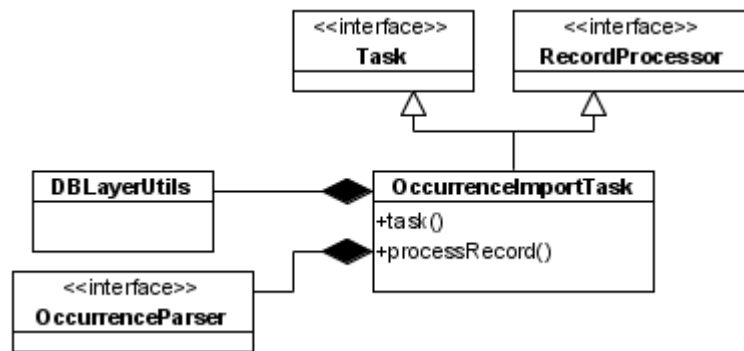 <<interface>>
Task
<<interface>>
RecordProcessor
DBLayerUtils
OccurrenceImportTask
+task()
+processRecord()
<<interface>>
OccurrenceParser